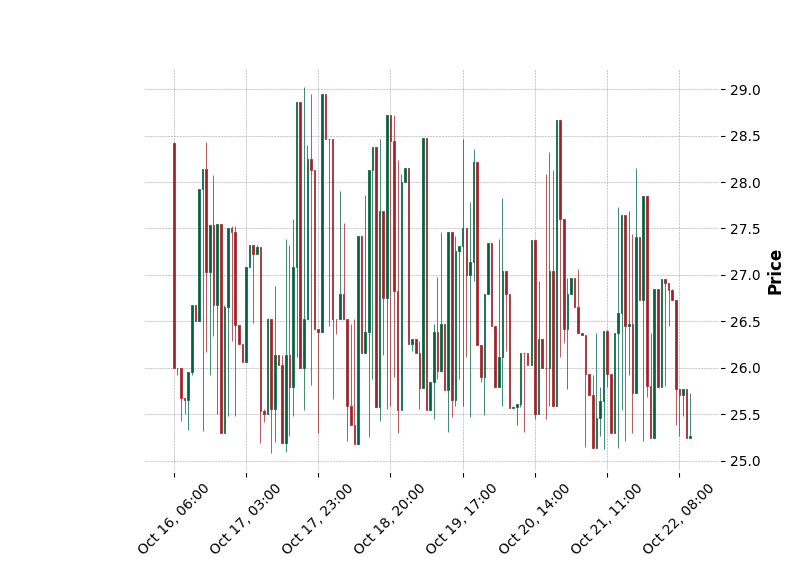 29.0
28.5
28.0
27.5
27.0
26.5
26.0
25.5
25.0
Price
Oct 16, 06:00
Oct 17, 03:00
Oct 17, 23:00
Oct 18, 20:00
Oct 19, 17:00
Oct 20, 14:00
Oct 21, 11:00
Oct 22, 08:00